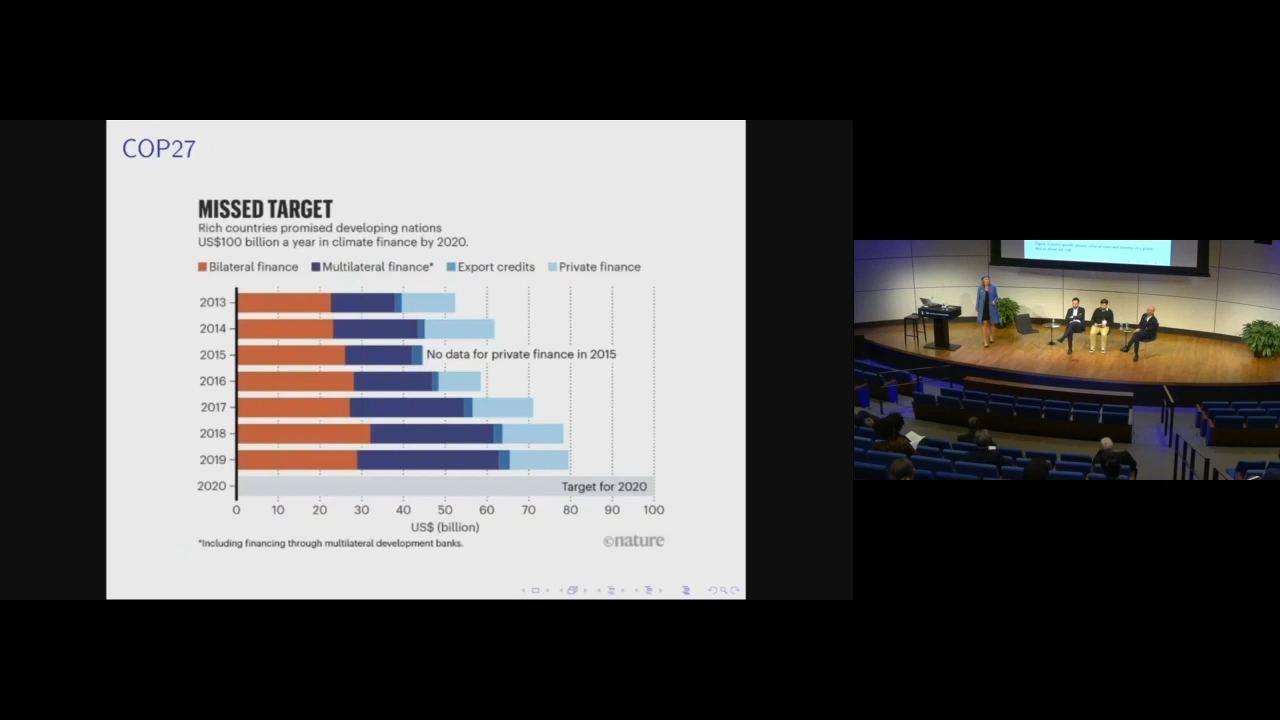 COP27
MISSED TARGET
Rich countries promised developing nations
US$100 billion a year in climate finance by 2020.
Bilateral finance Multilateral finance* Export credits Private finance
2013
2014
2015 No data for private finance in 2015
2016
2017
2018
2019
2020 Target for 2020
0 10 20 30 40 50 60 70 80 90 100
US$ (billion)
*Including financing through multilateral development banks.
©nature